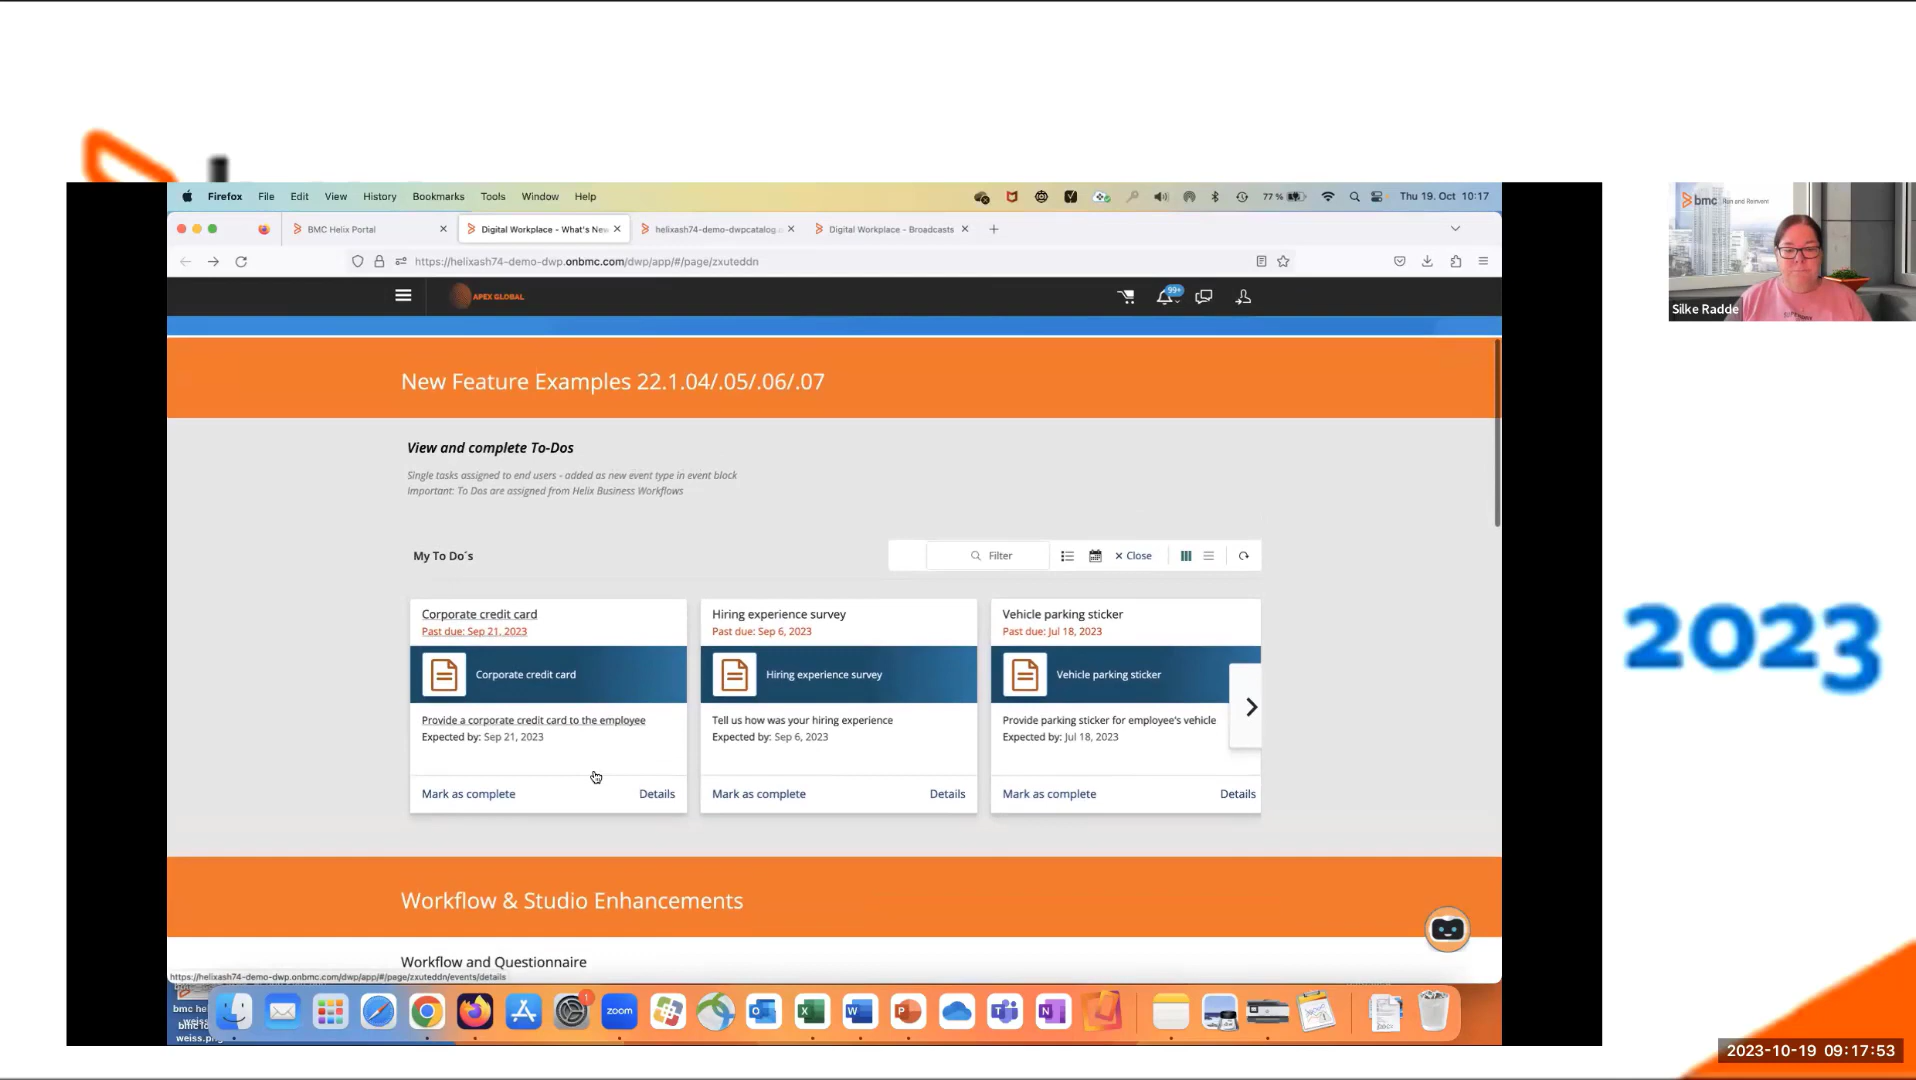 Firefox File Edit View History Bookmarks Tools Window Help 77 % Thu 19. Oct 10:17
BMC Helix Portal
Digital Workplace - What's New
helixash74-demo-dwpcatalog.
Digital Workplace - Broadcasts
https://helixash74-demo-dwp.onbmc.com/dwp/app/#/page/zxuteddn
APEX GLOBAL
99+
New Feature Examples 22.1.04/.05/.06/.07
View and complete To-Dos
Single tasks assigned to end users - added as new event type in event block
Important: To Dos are assigned from Helix Business Workflows
My To Do´s
Filter
Close
Corporate credit card
Past due: Sep 21, 2023
Corporate credit card
Provide a corporate credit card to the employee
Expected by: Sep 21, 2023
Mark as complete Details
Hiring experience survey
Past due: Sep 6, 2023
Hiring experience survey
Tell us how was your hiring experience
Expected by: Sep 6, 2023
Mark as complete Details
Vehicle parking sticker
Past due: Jul 18, 2023
Vehicle parking sticker
Provide parking sticker for employee's vehicle
Expected by: Jul 18, 2023
Mark as complete Details
Workflow & Studio Enhancements
Workflow and Questionnaire
https://helixash74-demo-dwp.onbmc.com/dwp/app/#/page/zxuteddn/events/details
bmc he
weiss.png
zoom
1
bmc Run and Reinvent
Silke Radde
2023
2023-10-19 09:17:53